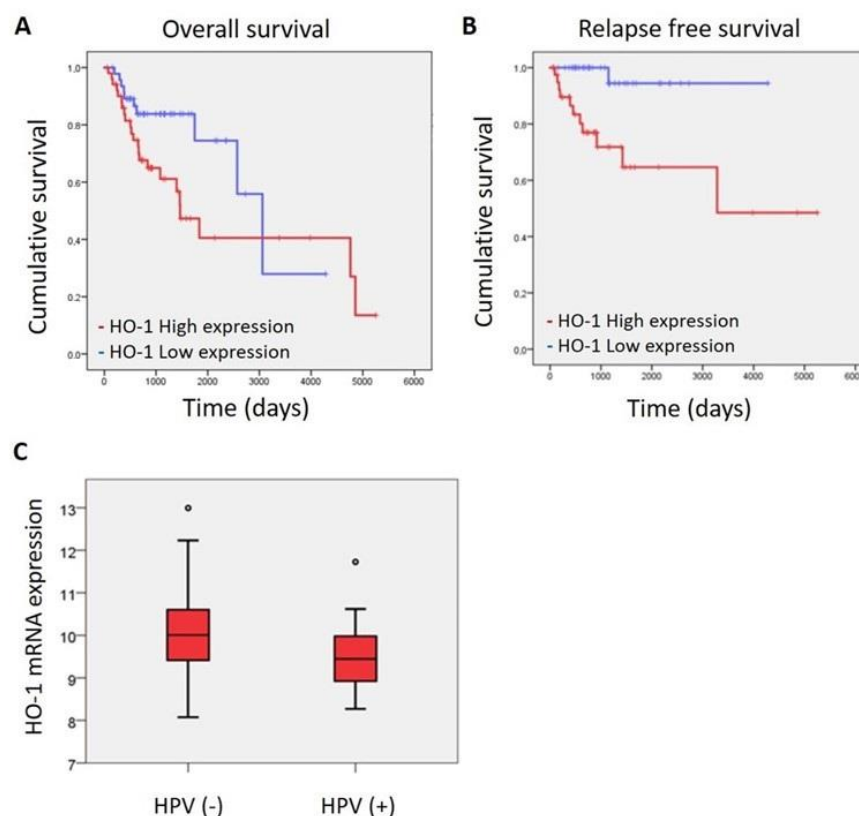 A
Overall survival
Cumulative survival
1,0
0,8
0,6
0,4
0,2
0,0
HO-1 High expression
HO-1 Low expression
0 1000 2000 3000 4000 5000 6000
Time (days)
B
Relapse free survival
Cumulative survival
1,0
0,8
0,6
0,4
0,2
0,0
HO-1 High expression
HO-1 Low expression
0 1000 2000 3000 4000 5000 600
Time (days)
C
HO-1 mRNA expression
13
12
11
10
9
8
7
HPV (-) HPV (+)